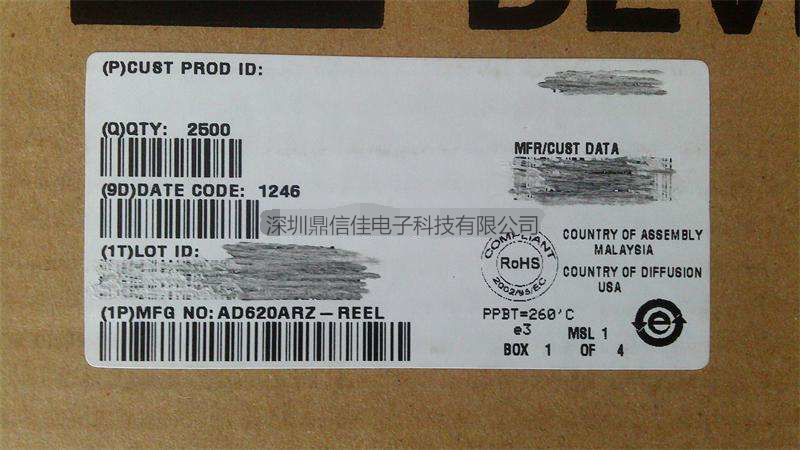 DEV
(P)CUST PROD ID:
(Q)QTY: 2500
MFR/CUST DATA
(9D)DATE CODE: 1246
深圳鼎信佳电子科技有限公司
(1T)LOT ID:
COMPLIANT
RoHS
2002/95/EC
COUNTRY OF ASSEMBLY
MALAYSIA
COUNTRY OF DIFFUSION
USA
(1P)MFG NO: AD620ARZ-REEL
PPBT=260'C
e3
MSL 1
BOX 1 OF 4
e